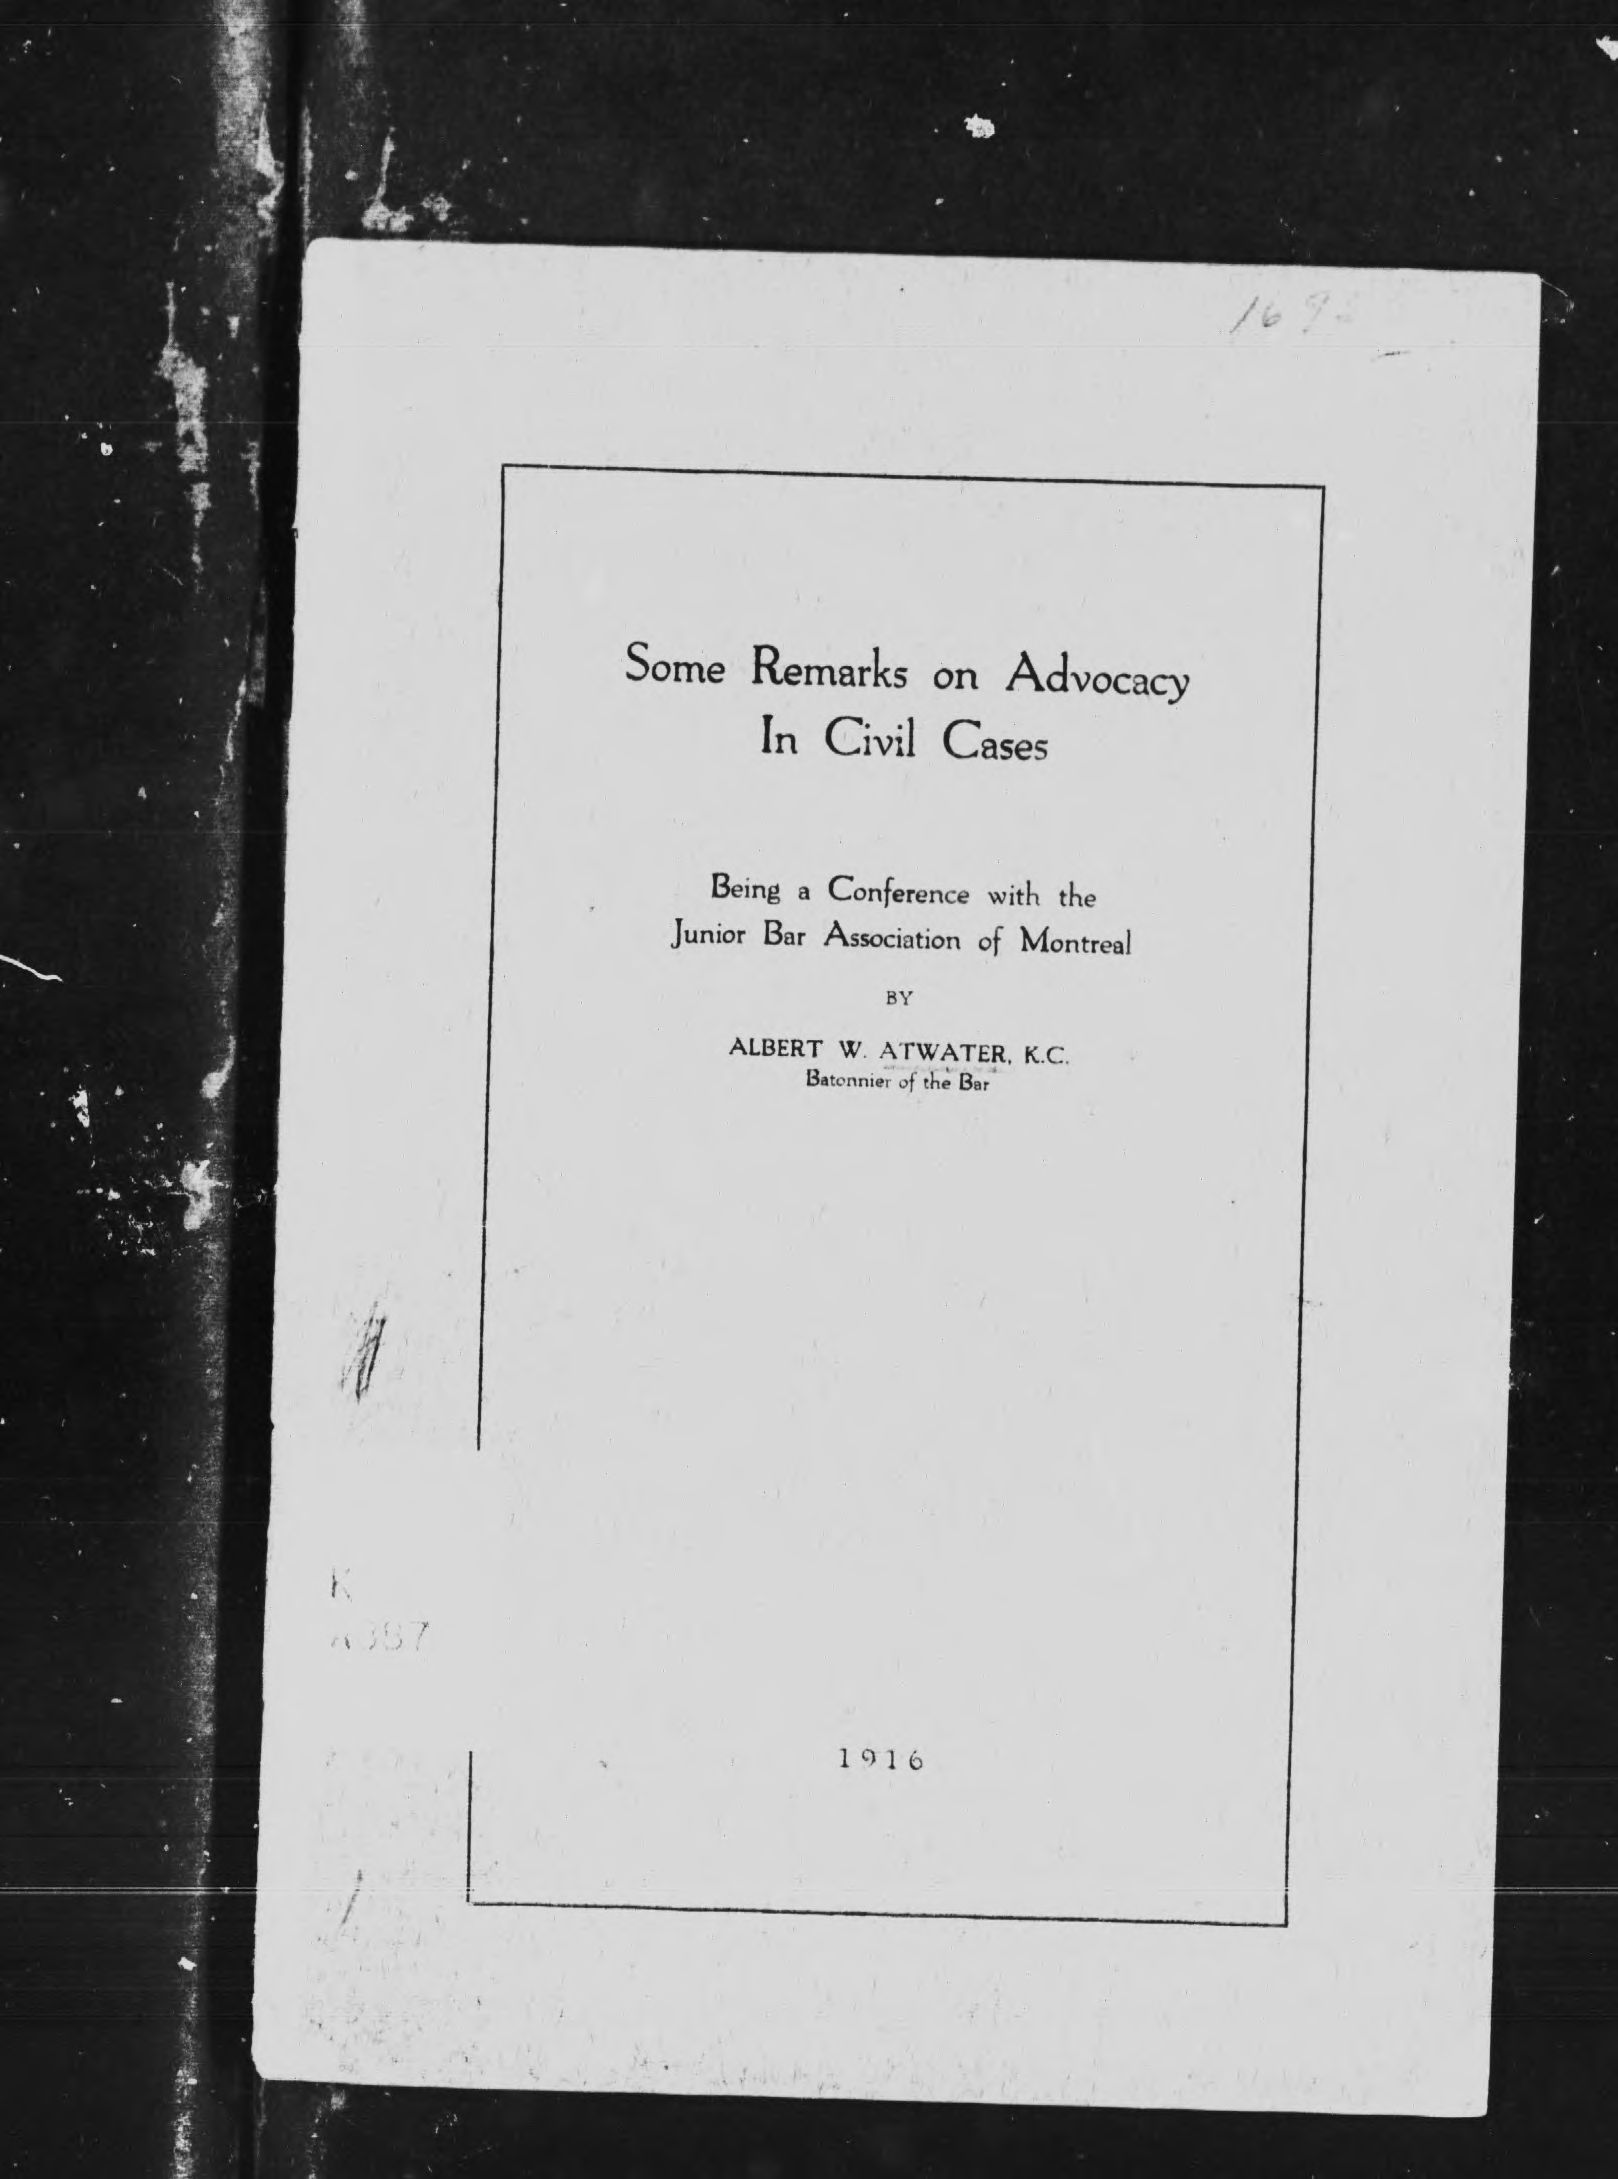 Some Remarks on Advocacy
In Civil Cases
Being a Conference with the
Junior Bar Association of Montreal
BY
ALBERT W. ATWATER, K.C.
Batonnier of the Bar
K
1916